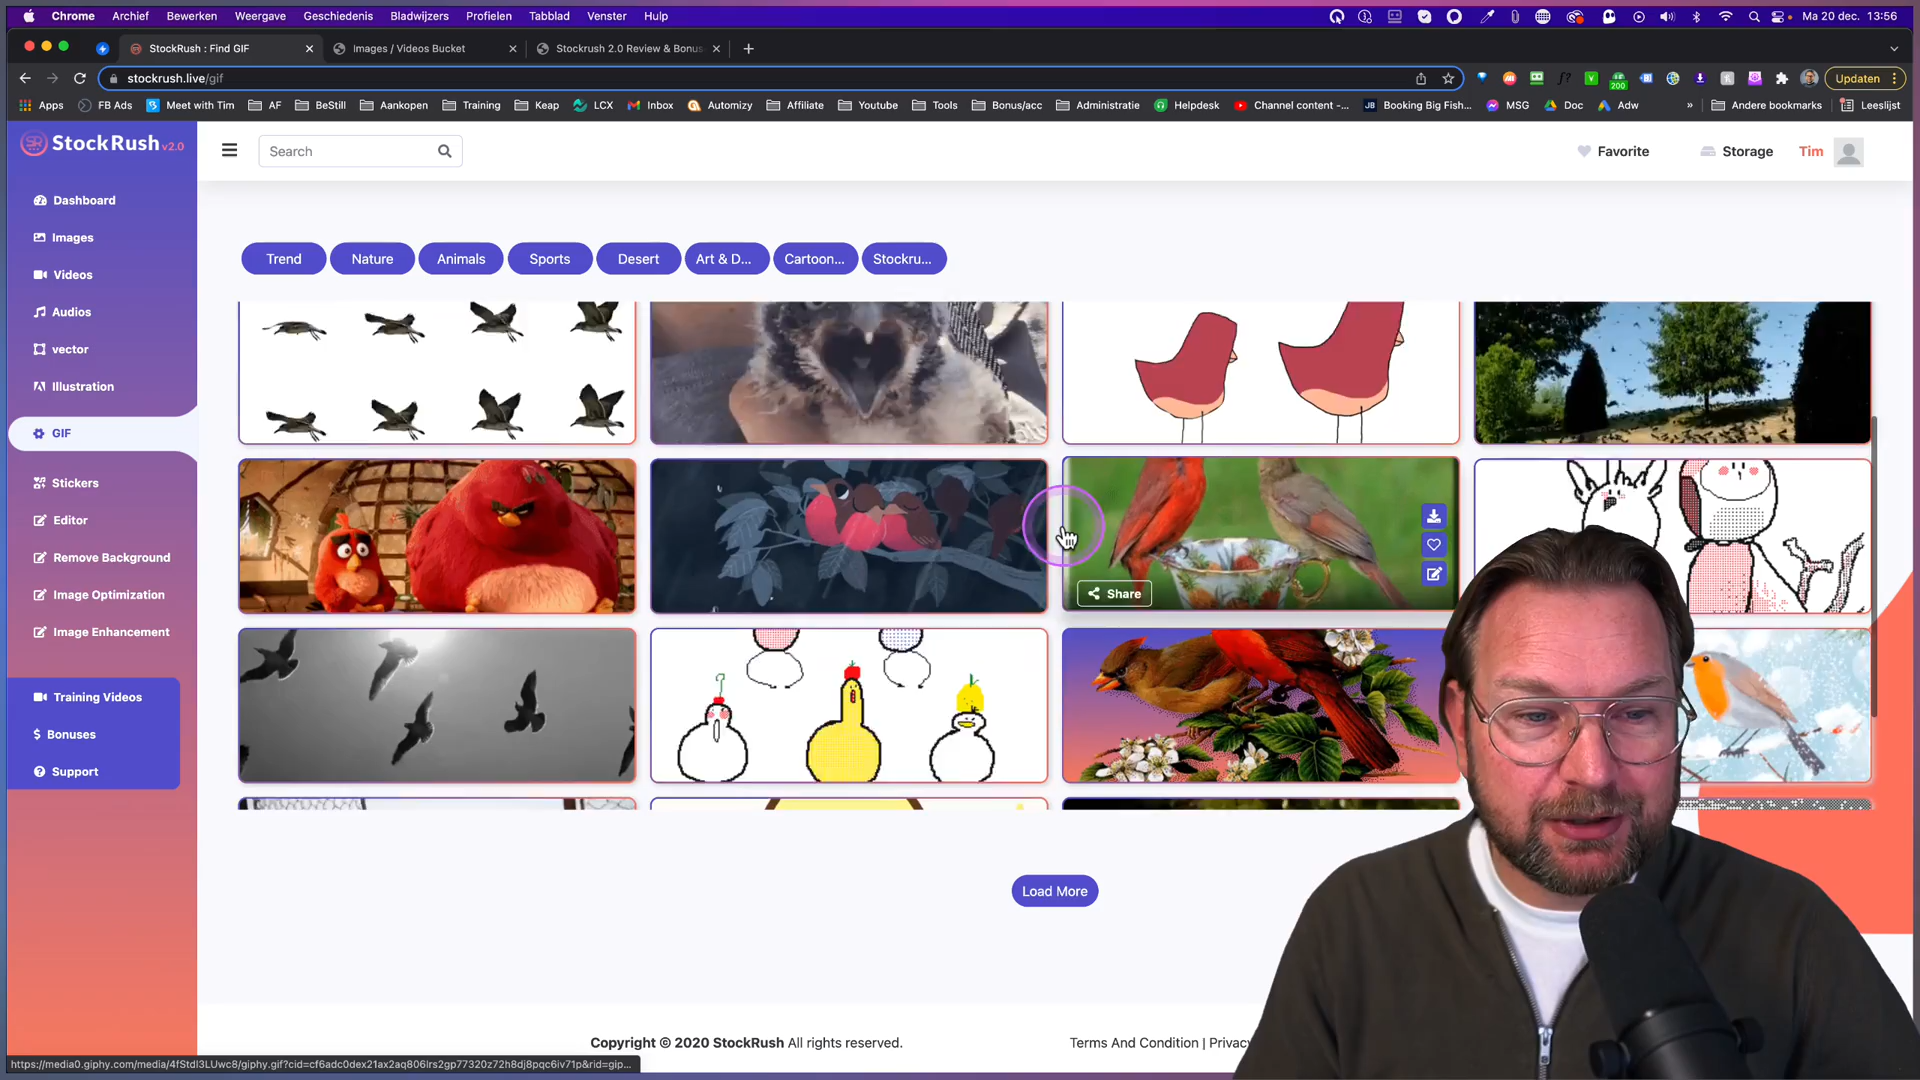 Chrome Archief Bewerken Weergave Geschiedenis Bladwijzers Profielen Tabblad Venster Hulp Ma 20 dec. 13:56
StockRush : Find GIF Images / Videos Bucket Stockrush 2.0 Review & Bonus
stockrush.live/gif Updaten
Apps FB Ads Meet with Tim AF BeStill Aankopen Training Keap LCX Inbox Automizy Affiliate Youtube Tools Bonus/acc Administratie Helpdesk Channel content -... Booking Big Fish... MSG Doc Adw » Andere bookmarks Leeslijst
200
SR StockRush v2.0
Search
Favorite Storage Tim
Dashboard
Images
Videos
Audios
vector
Illustration
GIF
Stickers
Editor
Remove Background
Image Optimization
Image Enhancement
Training Videos
Bonuses
Support
Trend Nature Animals Sports Desert Art & D... Cartoon... Stockru...
Share
Load More
Copyright © 2020 StockRush All rights reserved.
Terms And Condition | Privacy